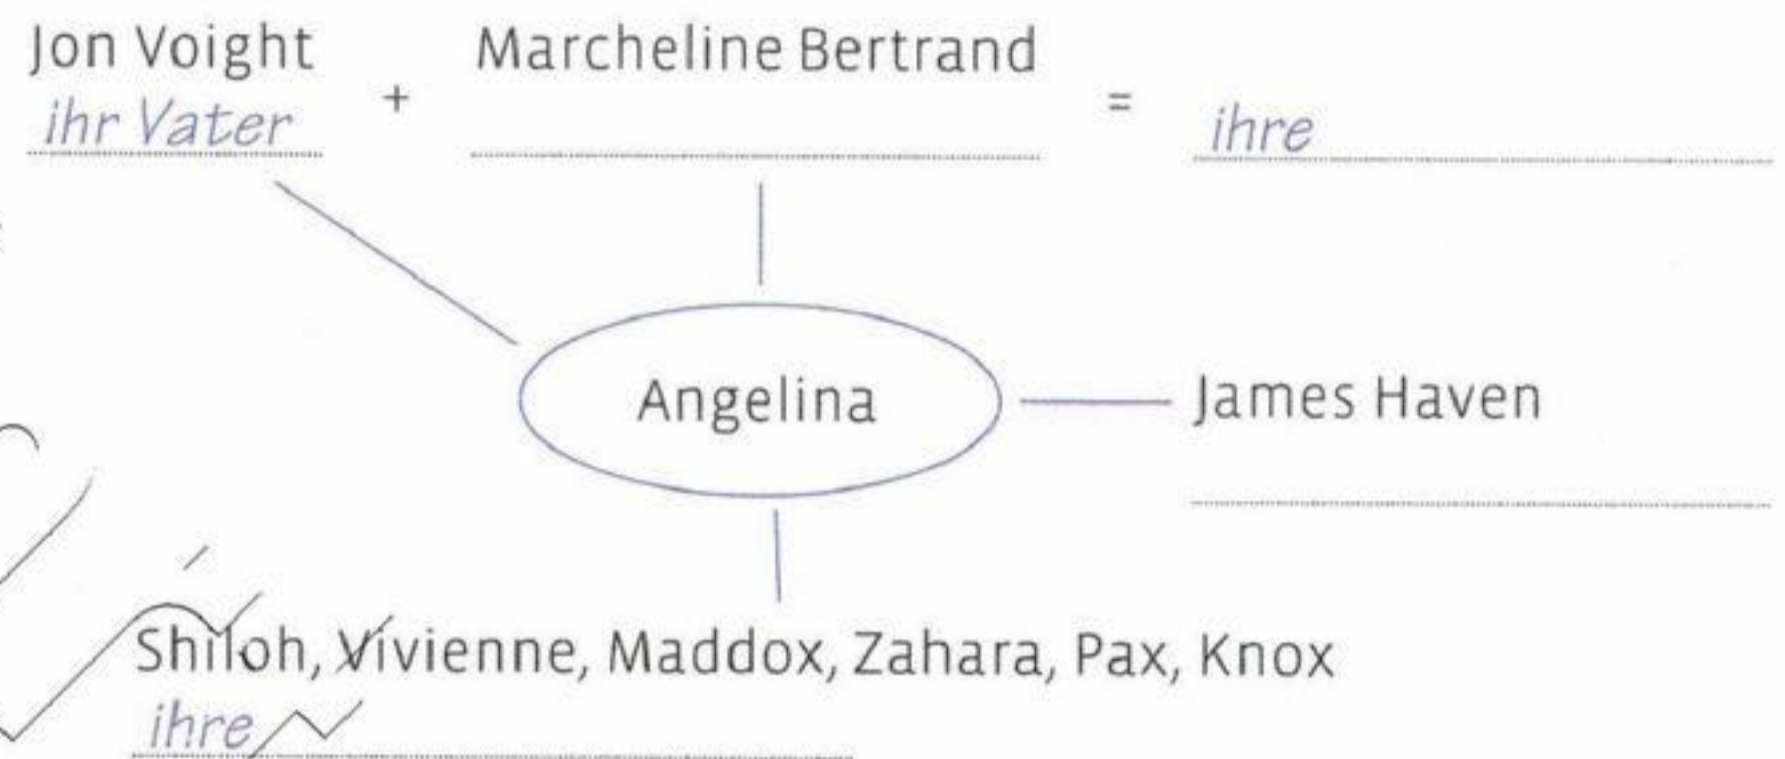 Jon Voight + Marcheline Bertrand =
ihr Vater
ihre
Angelina
James Haven
Shiloh, Vivienne, Maddox, Zahara, Pax, Knox
ihre